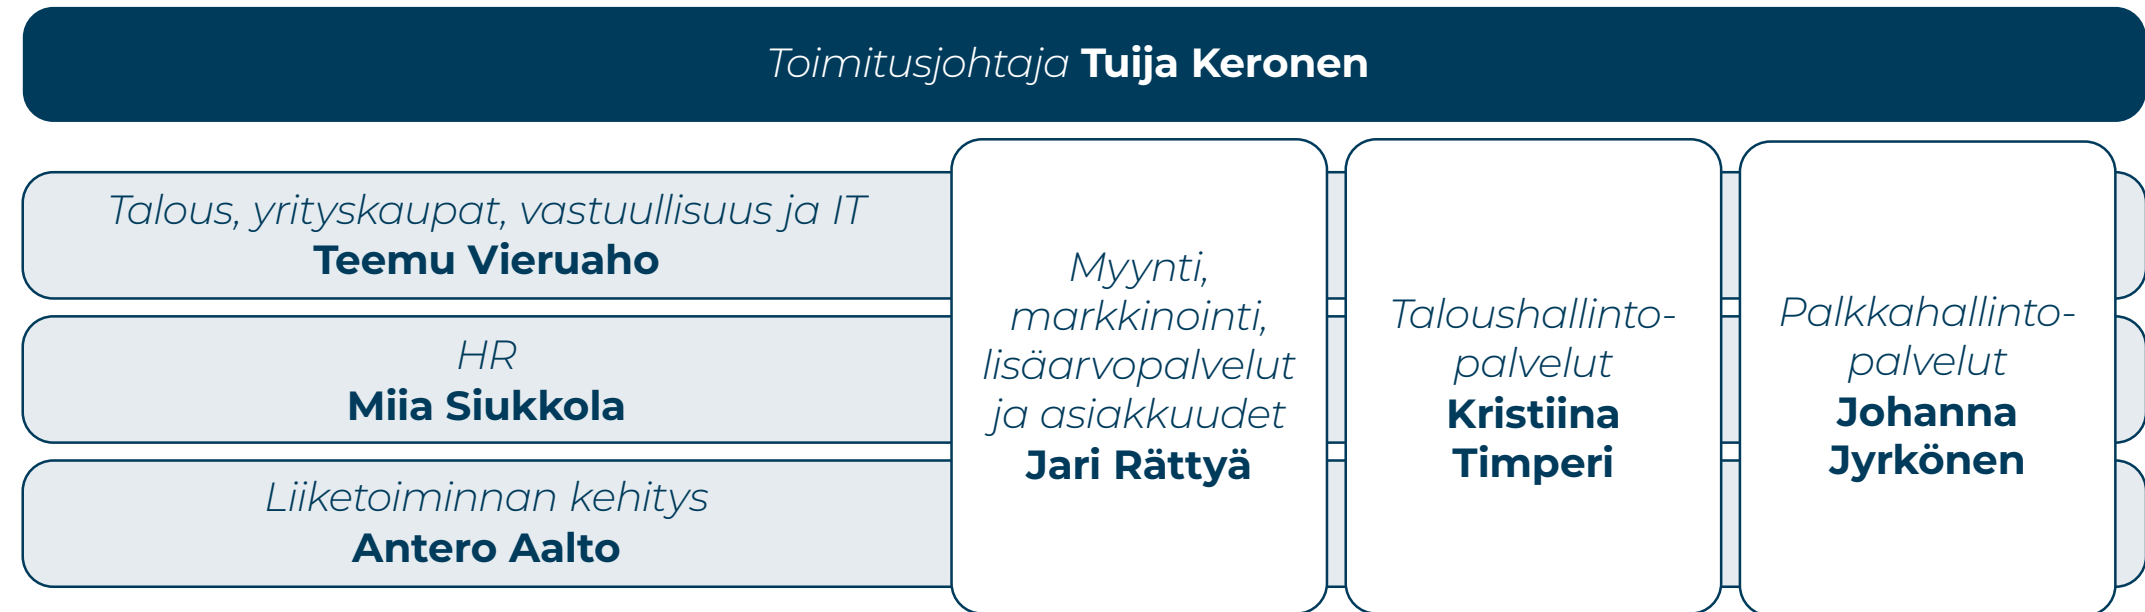 Toimitusjohtaja Tuija Keronen
Talous, yrityskaupat, vastuullisuus ja IT
Teemu Vieruaho
HR
Miia Siukkola
Liiketoiminnan kehitys
Antero Aalto
Myynti,
markkinointi,
lisäarvopalvelut
ja asiakkuudet
Jari Rättyä
Taloushallinto-
palvelut
Kristiina
Timperi
Palkkahallinto-
palvelut
Johanna
Jyrkönen